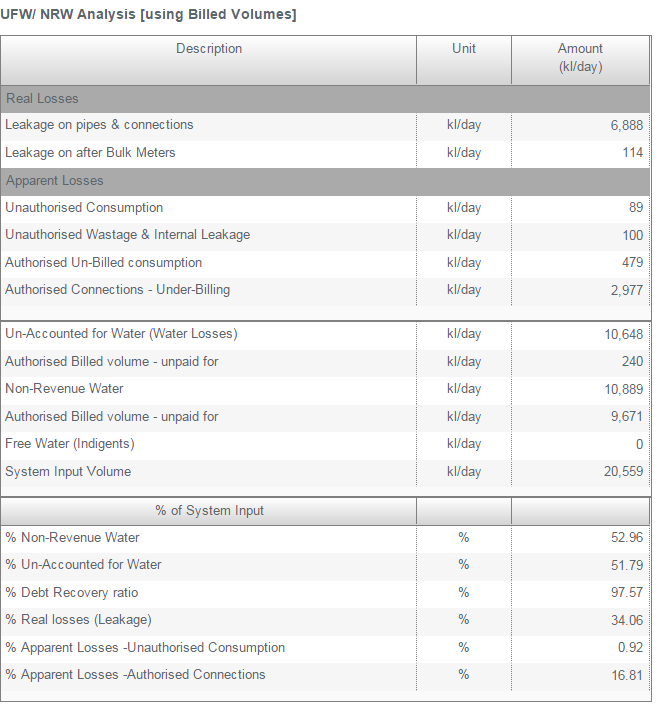 UFW/ NRW Analysis [using Billed Volumes]
Description Unit Amount
(kl/day)
Real Losses
Leakage on pipes & connections kl/day 6,888
Leakage on after Bulk Meters kl/day 114
Apparent Losses
Unauthorised Consumption kl/day 89
Unauthorised Wastage & Internal Leakage kl/day 100
Authorised Un-Billed consumption kl/day 479
Authorised Connections - Under-Billing kl/day 2,977
Un-Accounted for Water (Water Losses) kl/day 10,648
Authorised Billed volume - unpaid for kl/day 240
Non-Revenue Water kl/day 10,889
Authorised Billed volume - unpaid for kl/day 9,671
Free Water (Indigents) kl/day 0
System Input Volume kl/day 20,559
% of System Input
% Non-Revenue Water % 52.96
% Un-Accounted for Water % 51.79
% Debt Recovery ratio % 97.57
% Real losses (Leakage) % 34.06
% Apparent Losses -Unauthorised Consumption % 0.92
% Apparent Losses -Authorised Connections % 16.81